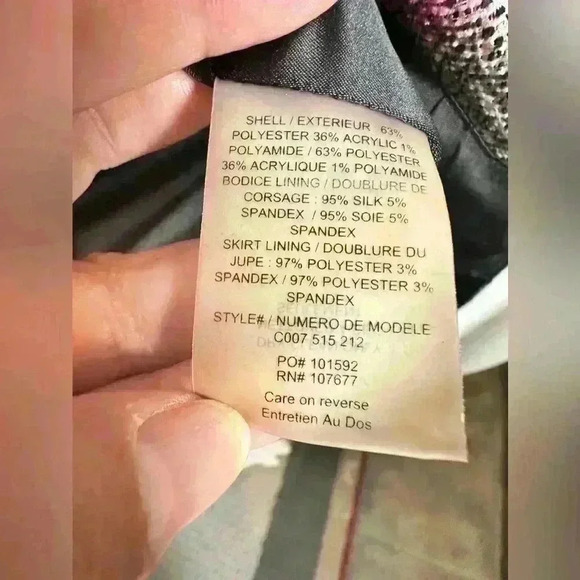 SHELL / EXTERIEUR 63%
POLYESTER 36% ACRYLIC 1%
POLYAMIDE / 63% POLYESTER
36% ACRYLIQUE 1% POLYAMIDE
BODICE LINING / DOUBLURE DE
CORSAGE : 95% SILK 5%
SPANDEX / 95% SOIE 5%
SPANDEX
SKIRT LINING / DOUBLURE DU
JUPE : 97% POLYESTER 3%
SPANDEX / 97% POLYESTER 3%
SPANDEX
STYLE# / NUMERO DE MODELE
C007 515 212
PO# 101592
RN# 107677
Care on reverse
Entretien Au Dos